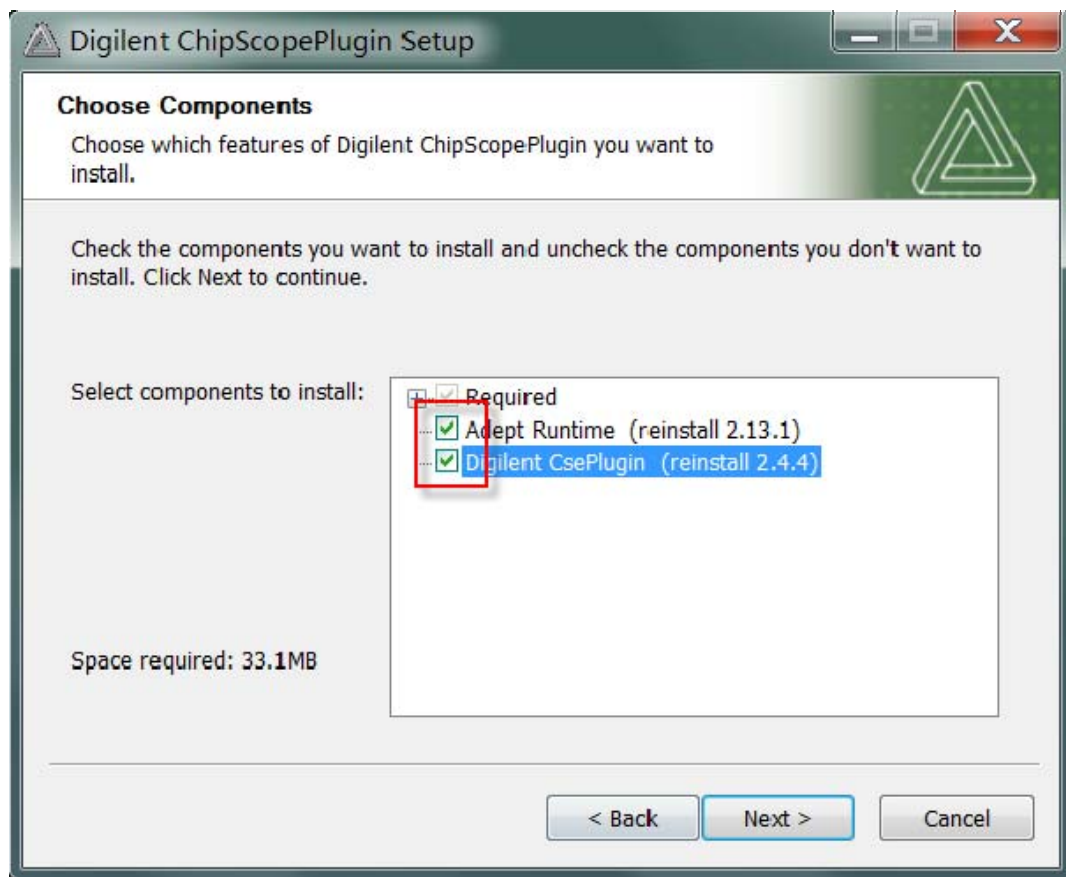 Digilent ChipScopePlugin Setup
Choose Components
Choose which features of Digilent ChipScopePlugin you want to
install.
Check the components you want to install and uncheck the components you don't want to
install. Click Next to continue.
Select components to install:
Required
Adept Runtime (reinstall 2.13.1)
Digilent CsePlugin (reinstall 2.4.4)
Space required: 33.1MB
< Back
Next >
Cancel